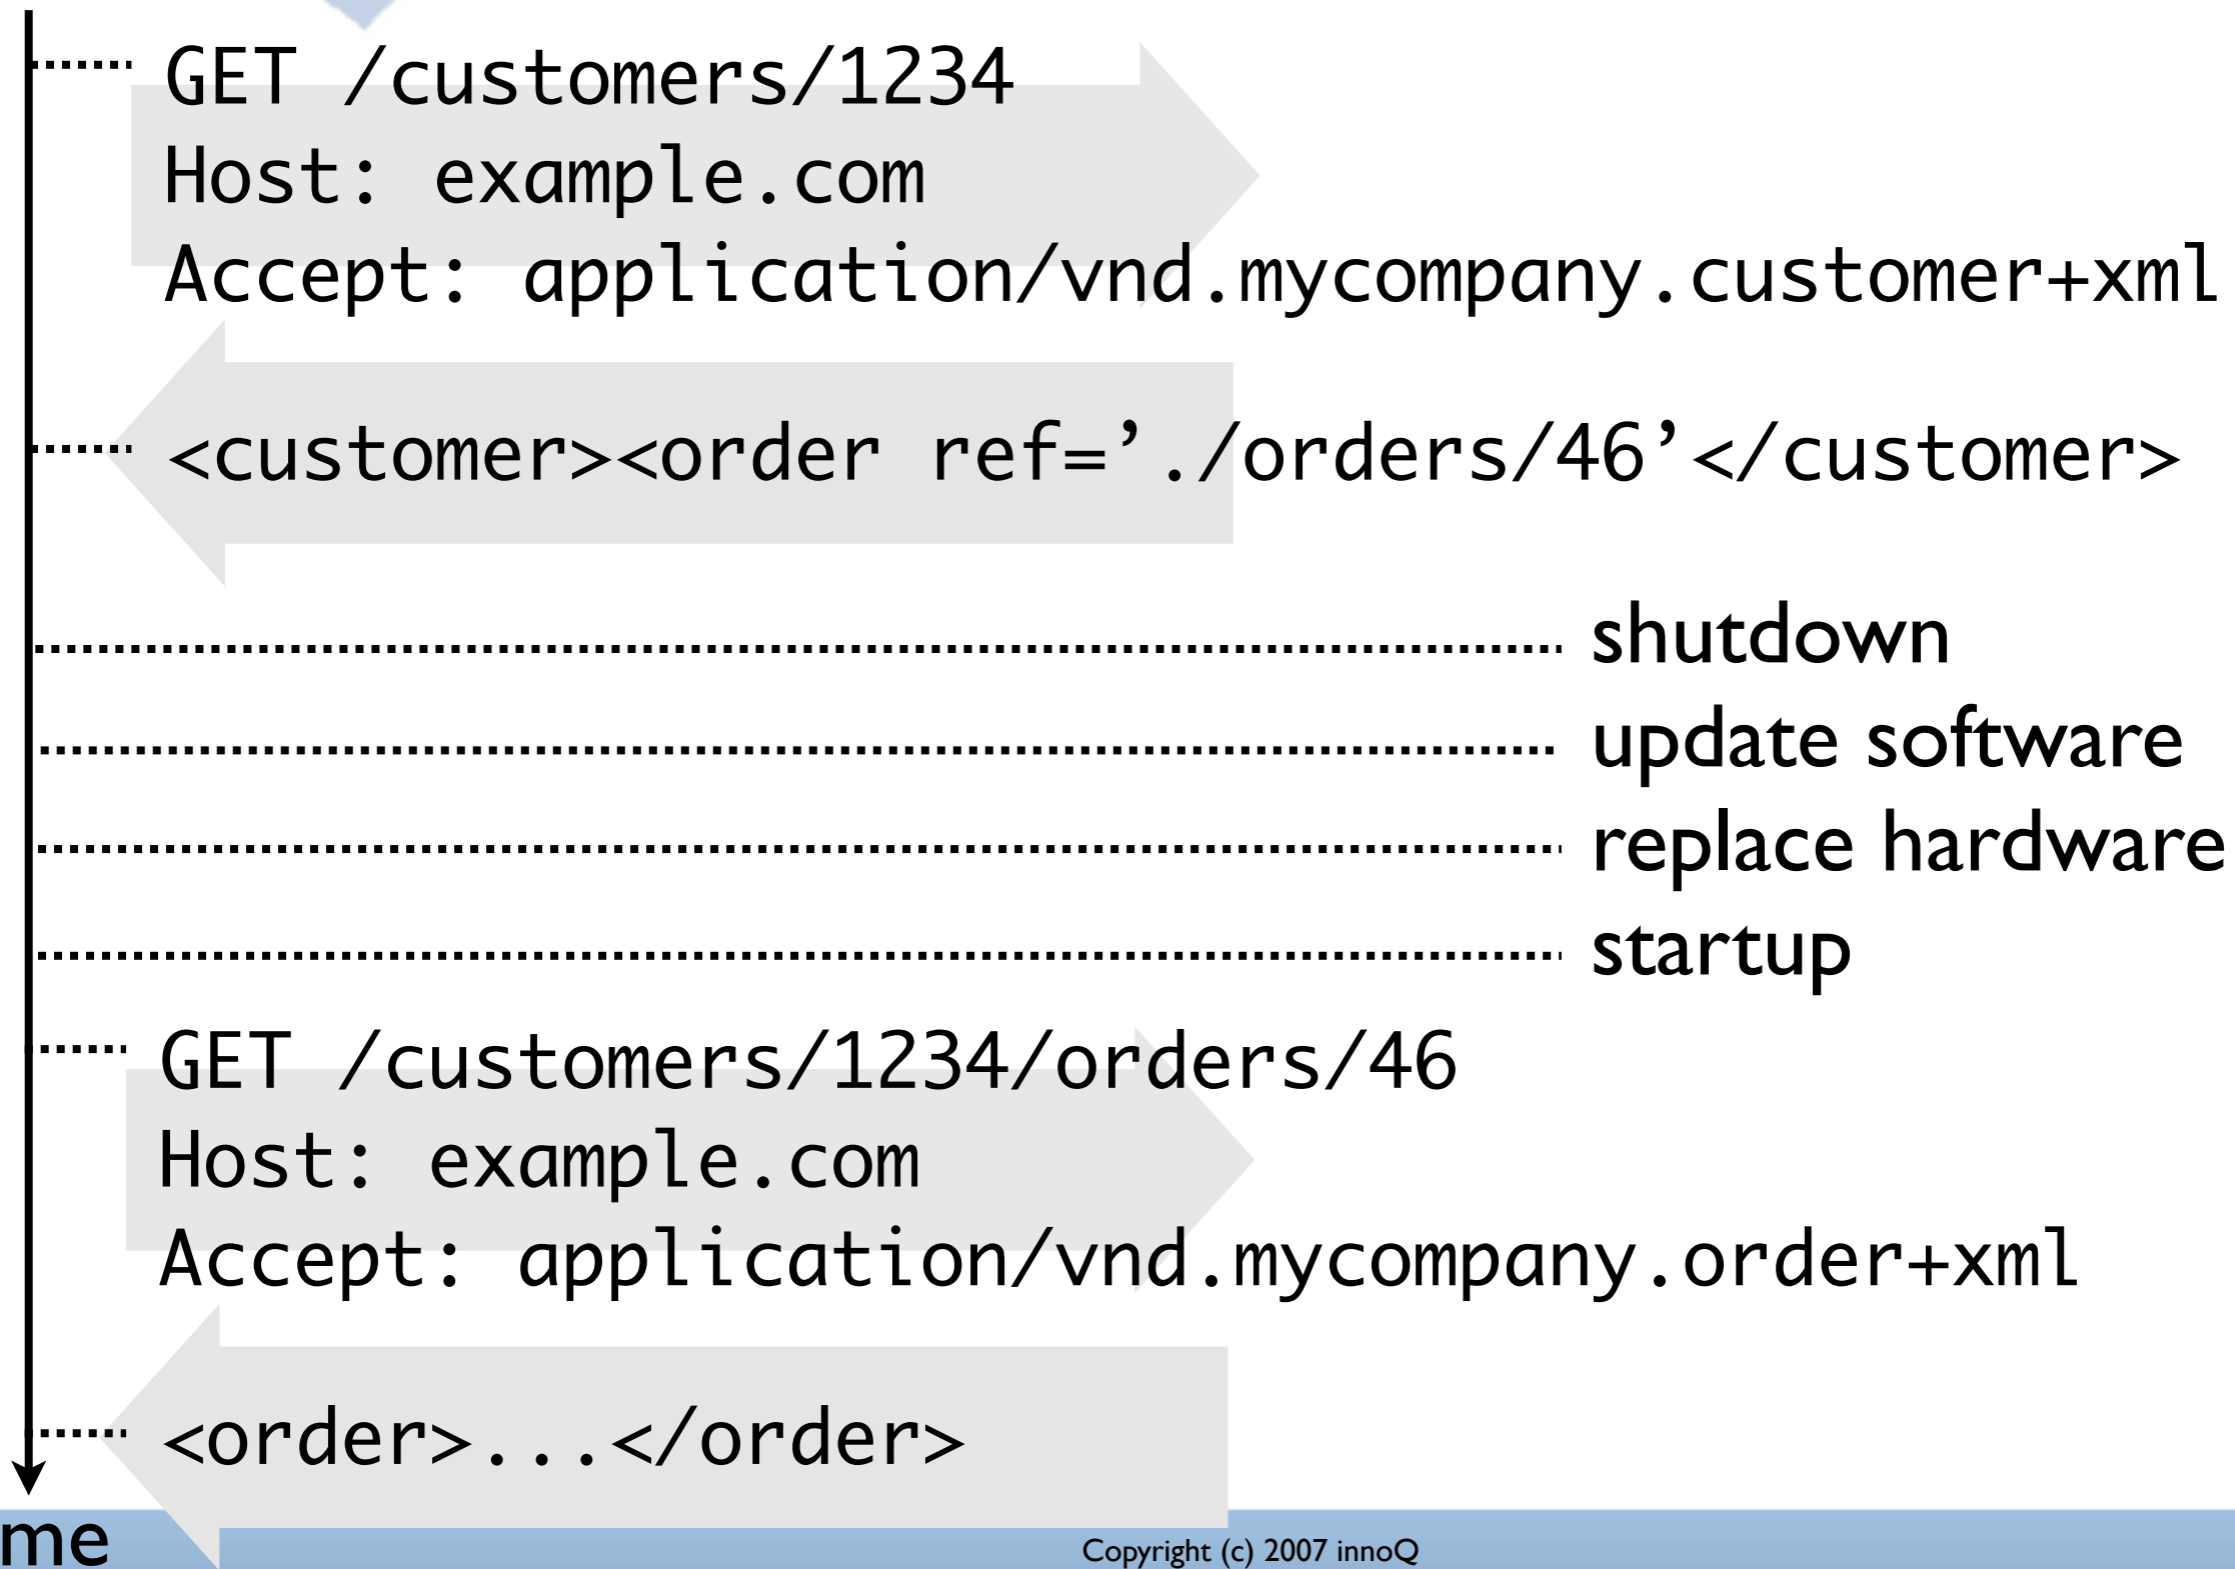 GET /customers/1234
Host: example.com
Accept: application/vnd.mycompany.customer+xml
<customer><order ref=’./orders/46’</customer>
shutdown
update software
replace hardware
startup
GET /customers/1234/orders/46
Host: example.com
Accept: application/vnd.mycompany.order+xml
<order>...</order>
me
Copyright (c) 2007 innoQ